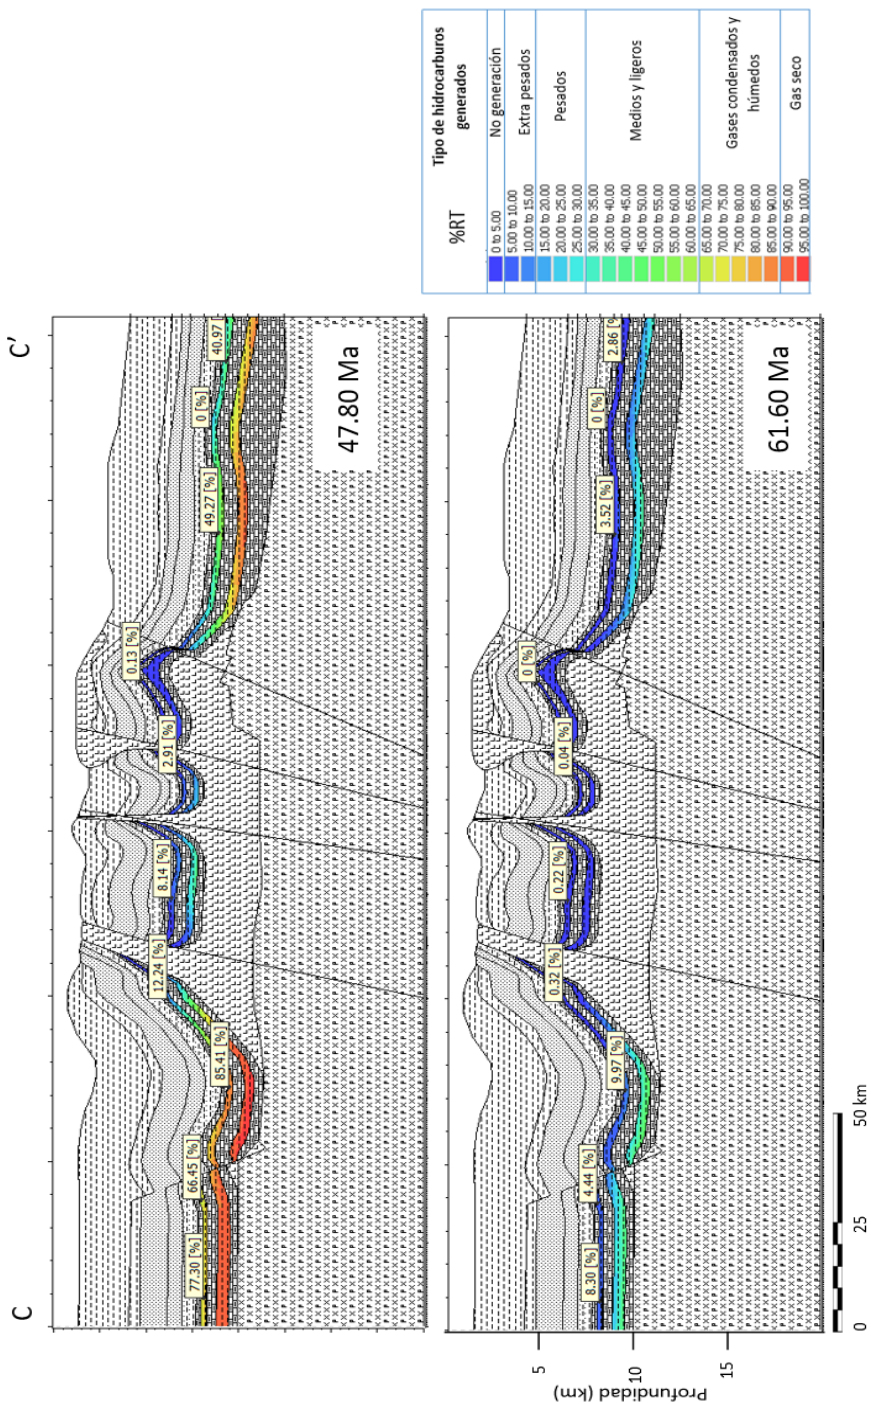 C
C'
77.30 [%]
66.45 [%]
85.41 [%]
12.24 [%]
8.14 [%]
2.91 [%]
0.13 [%]
49.27 [%]
0 [%]
40.97
47.80 Ma
8.30 [%]
4.44 [%]
9.97 [%]
0.32 [%]
0.22 [%]
0.04 [%]
0 [%]
3.52 [%]
0 [%]
2.86 [%
61.60 Ma
5
10
15
Profundidad (km)
0
25
50 km
%RT
Tipo de hidrocarburos
generados
0 to 5.00
No generación
5.00 to 10.00
10.00 to 15.00
Extra pesados
15.00 to 20.00
20.00 to 25.00
25.00 to 30.00
Pesados
30.00 to 35.00
35.00 to 40.00
40.00 to 45.00
45.00 to 50.00
50.00 to 55.00
55.00 to 60.00
60.00 to 65.00
Medios y ligeros
65.00 to 70.00
70.00 to 75.00
75.00 to 80.00
80.00 to 85.00
85.00 to 90.00
Gases condensados y
húmedos
90.00 to 95.00
95.00 to 100.00
Gas seco